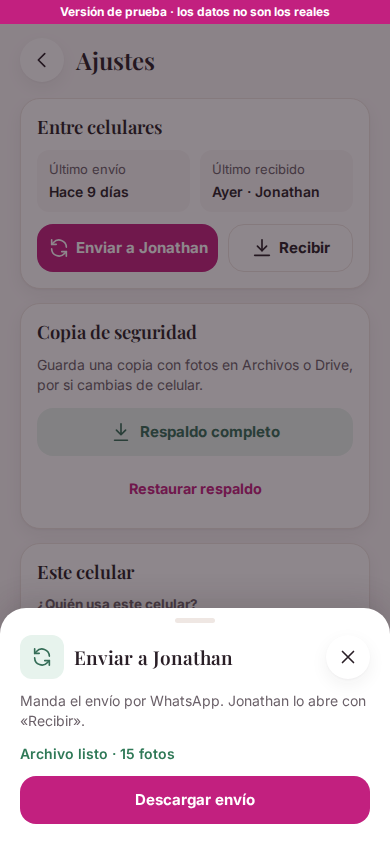 Versión de prueba · los datos no son los reales
Ajustes
Entre celulares
Último envío
Hace 9 días
Último recibido
Ayer · Jonathan
Enviar a Jonathan
Recibir
Copia de seguridad
Guarda una copia con fotos en Archivos o Drive,
por si cambias de celular.
Respaldo completo
Restaurar respaldo
Este celular
¿Quién usa este celular?
Enviar a Jonathan
Manda el envío por WhatsApp. Jonathan lo abre con
«Recibir».
Archivo listo · 15 fotos
Descargar envío